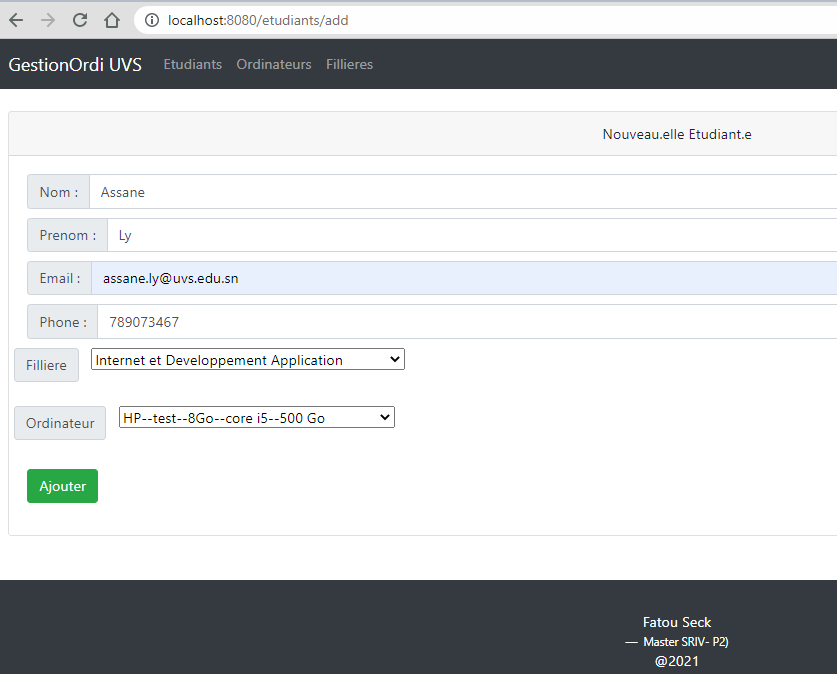 localhost:8080/etudiants/add
GestionOrdi UVS Etudiants Ordinateurs Fillieres
Nouveau.elle Etudiant.e
Nom : Assane
Prenom : Ly
Email : assane.ly@uvs.edu.sn
Phone : 789073467
Filliere Internet et Developpement Application
Ordinateur HP--test--8Go--core i5--500 Go
Ajouter
Fatou Seck
— Master SRIV- P2)
@2021